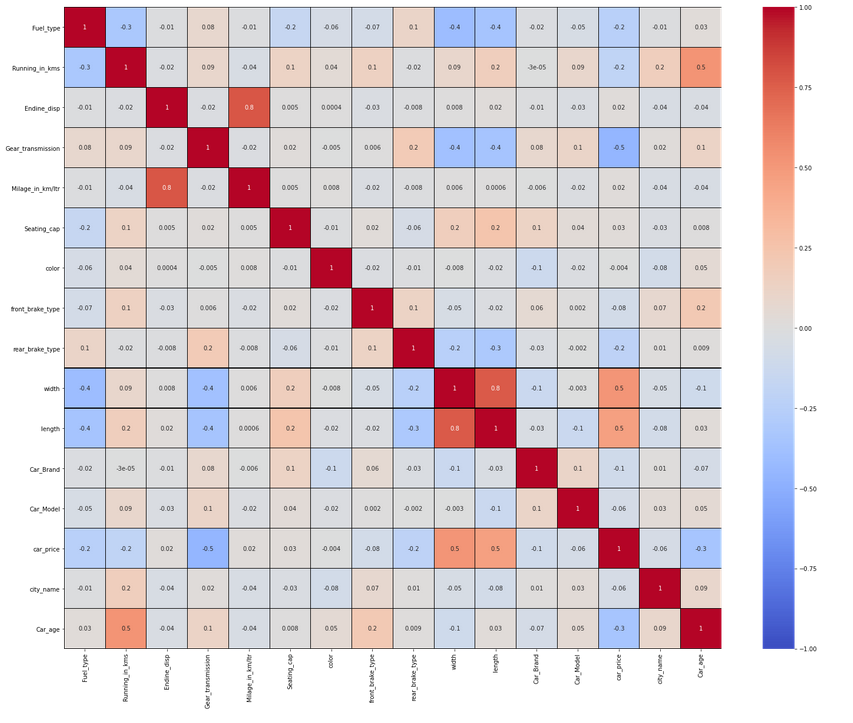 Fuel_type 1 -0.3 -0.01 0.08 -0.01 -0.2 -0.06 -0.07 0.1 -0.4 -0.4 -0.02 -0.05 -0.2 -0.01 0.03
Running_in_kms -0.3 1 -0.02 0.09 -0.04 0.1 0.04 0.1 -0.02 0.09 0.2 -3e-05 0.09 -0.2 0.2 0.5
Endine_disp -0.01 -0.02 1 -0.02 0.8 0.005 0.0004 -0.03 -0.008 0.008 0.02 -0.01 -0.03 0.02 -0.04 -0.04
Gear_transmission 0.08 0.09 -0.02 1 -0.02 0.02 -0.005 0.006 0.2 -0.4 -0.4 0.08 0.1 -0.5 0.02 0.1
Milage_in_km/ltr -0.01 -0.04 0.8 -0.02 1 0.005 0.008 -0.02 -0.008 0.006 0.0006 -0.006 -0.02 0.02 -0.04 -0.04
Seating_cap -0.2 0.1 0.005 0.02 0.005 1 -0.01 0.02 -0.06 0.2 0.2 0.1 0.04 0.03 -0.03 0.008
color -0.06 0.04 0.0004 -0.005 0.008 -0.01 1 -0.02 -0.01 -0.008 -0.02 -0.1 -0.02 -0.004 -0.08 0.05
front_brake_type -0.07 0.1 -0.03 0.006 -0.02 0.02 -0.02 1 0.1 -0.05 -0.02 0.06 0.002 -0.08 0.07 0.2
rear_brake_type 0.1 -0.02 -0.008 0.2 -0.008 -0.06 -0.01 0.1 1 -0.2 -0.3 -0.03 -0.002 -0.2 0.01 0.009
width -0.4 0.09 0.008 -0.4 0.006 0.2 -0.008 -0.05 -0.2 1 0.8 -0.1 -0.003 0.5 -0.05 -0.1
length -0.4 0.2 0.02 -0.4 0.0006 0.2 -0.02 -0.02 -0.3 0.8 1 -0.03 -0.1 0.5 -0.08 0.03
Car_Brand -0.02 -3e-05 -0.01 0.08 -0.006 0.1 -0.1 0.06 -0.03 -0.1 -0.03 1 0.1 -0.1 0.01 -0.07
Car_Model -0.05 0.09 -0.03 0.1 -0.02 0.04 -0.02 0.002 -0.002 -0.003 -0.1 0.1 1 -0.06 0.03 0.05
car_price -0.2 -0.2 0.02 -0.5 0.02 0.03 -0.004 -0.08 -0.2 0.5 0.5 -0.1 -0.06 1 -0.06 -0.3
city_name -0.01 0.2 -0.04 0.02 -0.04 -0.03 -0.08 0.07 0.01 -0.05 -0.08 0.01 0.03 -0.06 1 0.09
Car_age 0.03 0.5 -0.04 0.1 -0.04 0.008 0.05 0.2 0.009 -0.1 0.03 -0.07 0.05 -0.3 0.09 1
Fuel_type
Running_in_kms
Endine_disp
Gear_transmission
Milage_in_km/ltr
Seating_cap
color
front_brake_type
rear_brake_type
width
length
Car_Brand
Car_Model
car_price
city_name
Car_age
1.00
0.75
0.50
0.25
0.00
−0.25
−0.50
−0.75
−1.00